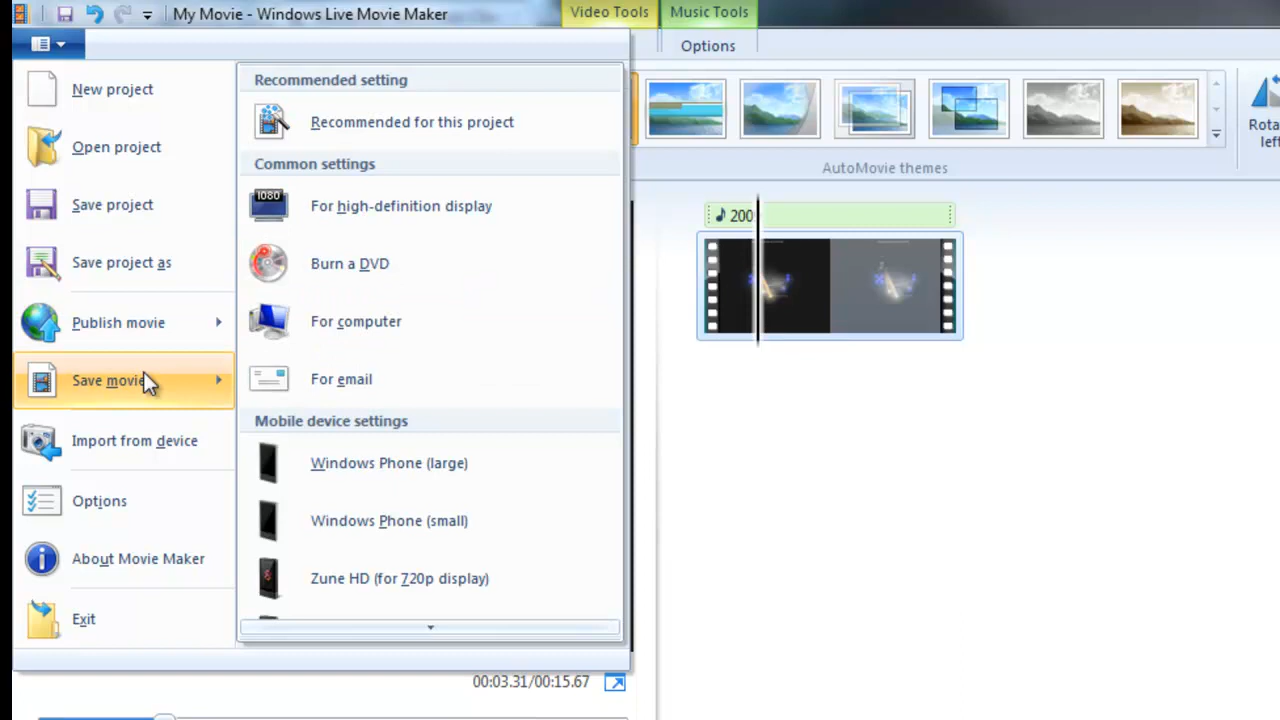 My Movie - Windows Live Movie Maker
Video Tools
Music Tools
Options
New project
Open project
Save project
Save project as
Publish movie
Save movie
Import from device
Options
About Movie Maker
Exit
Recommended setting
Recommended for this project
Common settings
1080
For high-definition display
Burn a DVD
For computer
For email
Mobile device settings
Windows Phone (large)
Windows Phone (small)
Zune HD (for 720p display)
AutoMovie themes
left
200
00:03.31/00:15.67